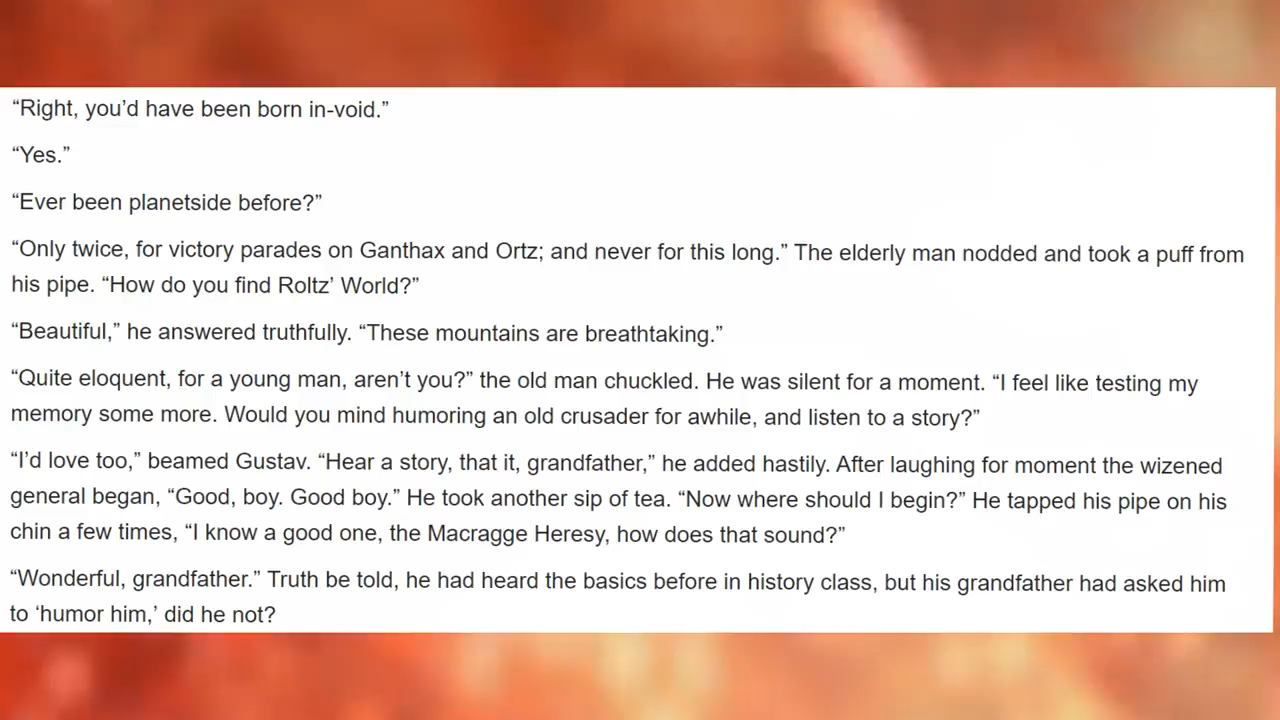 “Right, you’d have been born in-void.”
“Yes.”
“Ever been planetside before?”
“Only twice, for victory parades on Ganthax and Ortz; and never for this long.” The elderly man nodded and took a puff from
his pipe. “How do you find Roltz’ World?”
“Beautiful,” he answered truthfully. “These mountains are breathtaking.”
“Quite eloquent, for a young man, aren’t you?” the old man chuckled. He was silent for a moment. “I feel like testing my
memory some more. Would you mind humoring an old crusader for awhile, and listen to a story?”
“I’d love too,” beamed Gustav. “Hear a story, that it, grandfather,” he added hastily. After laughing for moment the wizened
general began, “Good, boy. Good boy.” He took another sip of tea. “Now where should I begin?” He tapped his pipe on his
chin a few times, “I know a good one, the Macragge Heresy, how does that sound?”
“Wonderful, grandfather.” Truth be told, he had heard the basics before in history class, but his grandfather had asked him
to ‘humor him,’ did he not?